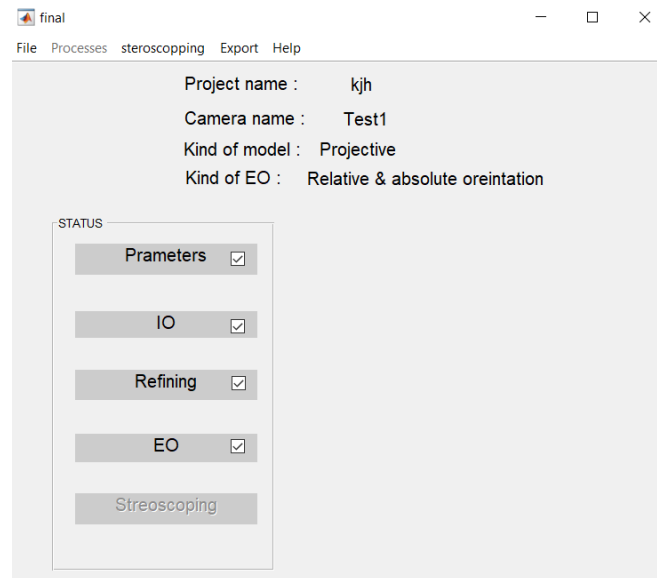 final
File Processes steroscopping Export Help
Project name : kjh
Camera name : Test1
Kind of model : Projective
Kind of EO : Relative & absolute oreintation
STATUS
Prameters
IO
Refining
EO
Streoscoping